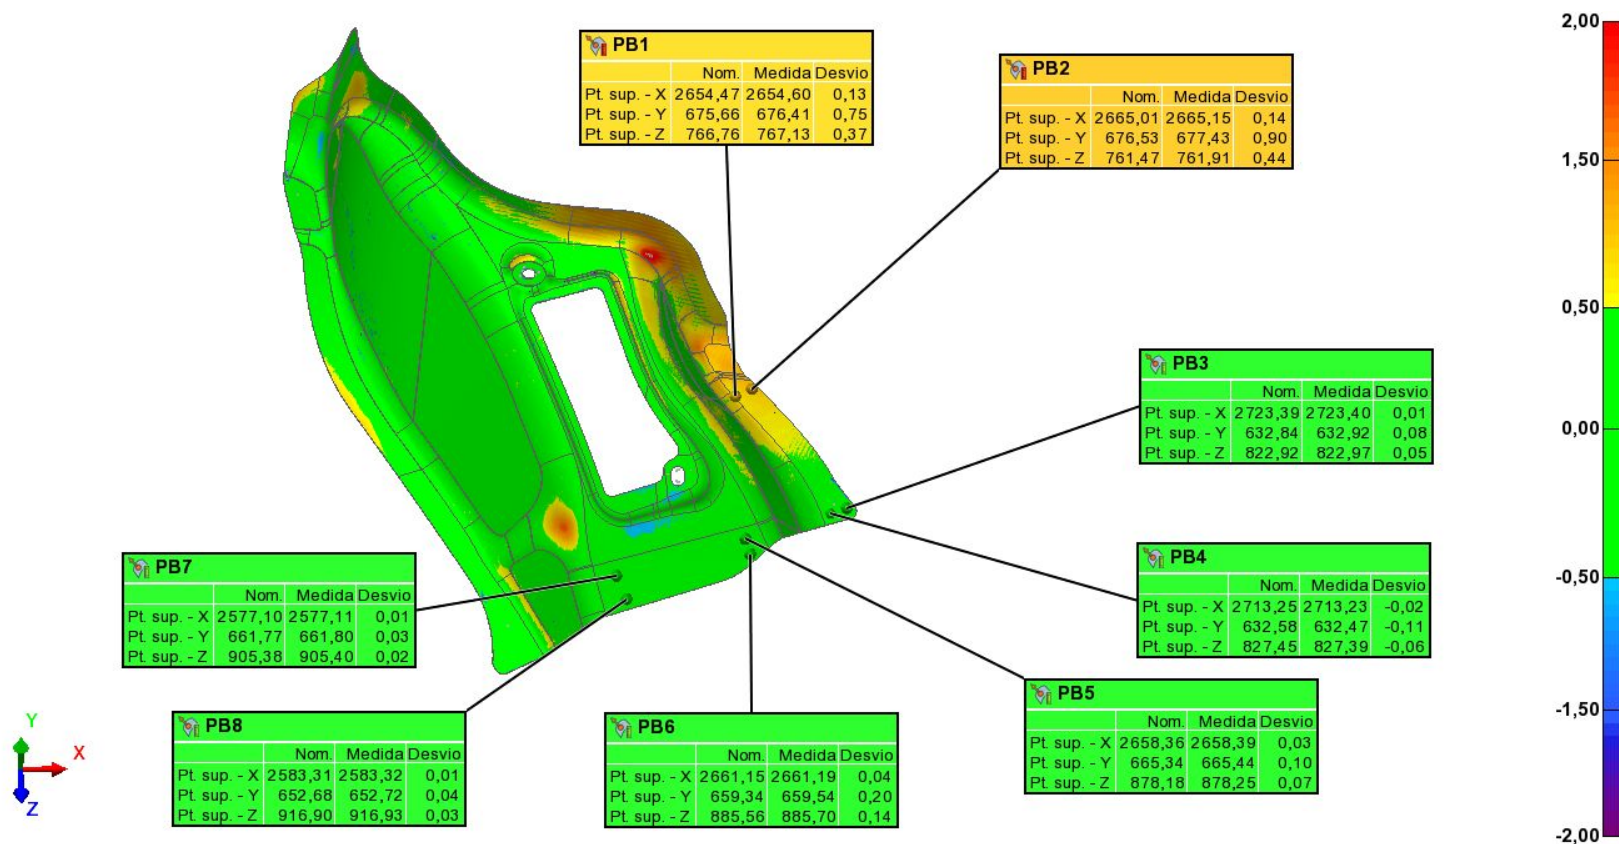 2,00
1,50
0,50
0,00
-0,50
-1,50
-2,00
PB1
Nom. Medida Desvio
Pt. sup. - X 2654,47 2654,60 0,13
Pt. sup. - Y 675,66 676,41 0,75
Pt. sup. - Z 766,76 767,13 0,37
PB2
Nom. Medida Desvio
Pt. sup. - X 2665,01 2665,15 0,14
Pt. sup. - Y 676,53 677,43 0,90
Pt. sup. - Z 761,47 761,91 0,44
PB3
Nom. Medida Desvio
Pt. sup. - X 2723,39 2723,40 0,01
Pt. sup. - Y 632,84 632,92 0,08
Pt. sup. - Z 822,92 822,97 0,05
PB4
Nom. Medida Desvio
Pt. sup. - X 2713,25 2713,23 -0,02
Pt. sup. - Y 632,58 632,47 -0,11
Pt. sup. - Z 827,45 827,39 -0,06
PB7
Nom. Medida Desvio
Pt. sup. - X 2577,10 2577,11 0,01
Pt. sup. - Y 661,77 661,80 0,03
Pt. sup. - Z 905,38 905,40 0,02
PB5
Nom. Medida Desvio
Pt. sup. - X 2658,36 2658,39 0,03
Pt. sup. - Y 665,34 665,44 0,10
Pt. sup. - Z 878,18 878,25 0,07
PB8
Nom. Medida Desvio
Pt. sup. - X 2583,31 2583,32 0,01
Pt. sup. - Y 652,68 652,72 0,04
Pt. sup. - Z 916,90 916,93 0,03
PB6
Nom. Medida Desvio
Pt. sup. - X 2661,15 2661,19 0,04
Pt. sup. - Y 659,34 659,54 0,20
Pt. sup. - Z 885,56 885,70 0,14
Y
X
Z